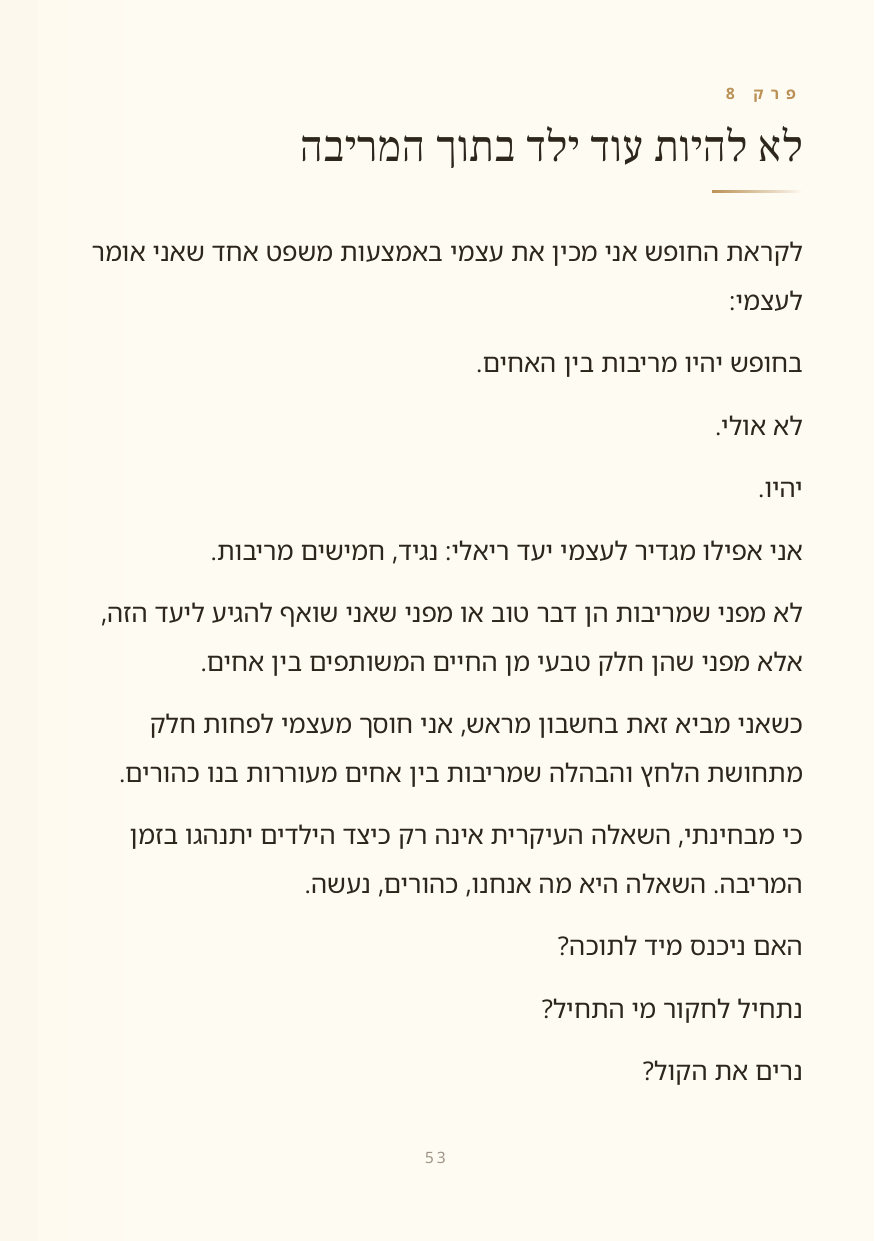 פרק 8
לא להיות עוד ילד בתוך המריבה
לקראת החופש אני מכין את עצמי באמצעות משפט אחד שאני אומר
לעצמי:
בחופש יהיו מריבות בין האחים.
לא אולי.
יהיו.
אני אפילו מגדיר לעצמי יעד ריאלי: נגיד, חמישים מריבות.
לא מפני שמריבות הן דבר טוב או מפני שאני שואף להגיע ליעד הזה,
אלא מפני שהן חלק טבעי מן החיים המשותפים בין אחים.
כשאני מביא זאת בחשבון מראש, אני חוסך מעצמי לפחות חלק
מתחושת הלחץ והבהלה שמריבות בין אחים מעוררות בנו כהורים.
כי מבחינתי, השאלה העיקרית אינה רק כיצד הילדים יתנהגו בזמן
המריבה. השאלה היא מה אנחנו, כהורים, נעשה.
האם ניכנס מיד לתוכה?
נתחיל לחקור מי התחיל?
נרים את הקול?
53